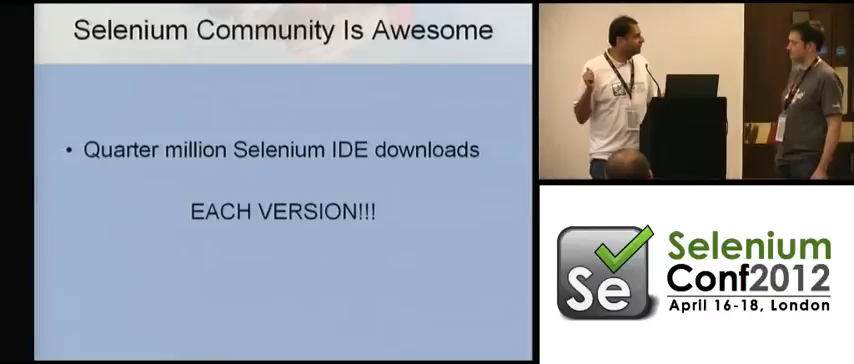 Selenium Community Is Awesome
• Quarter million Selenium IDE downloads
EACH VERSION!!!
Se
Selenium
Conf2012
April 16-18, London